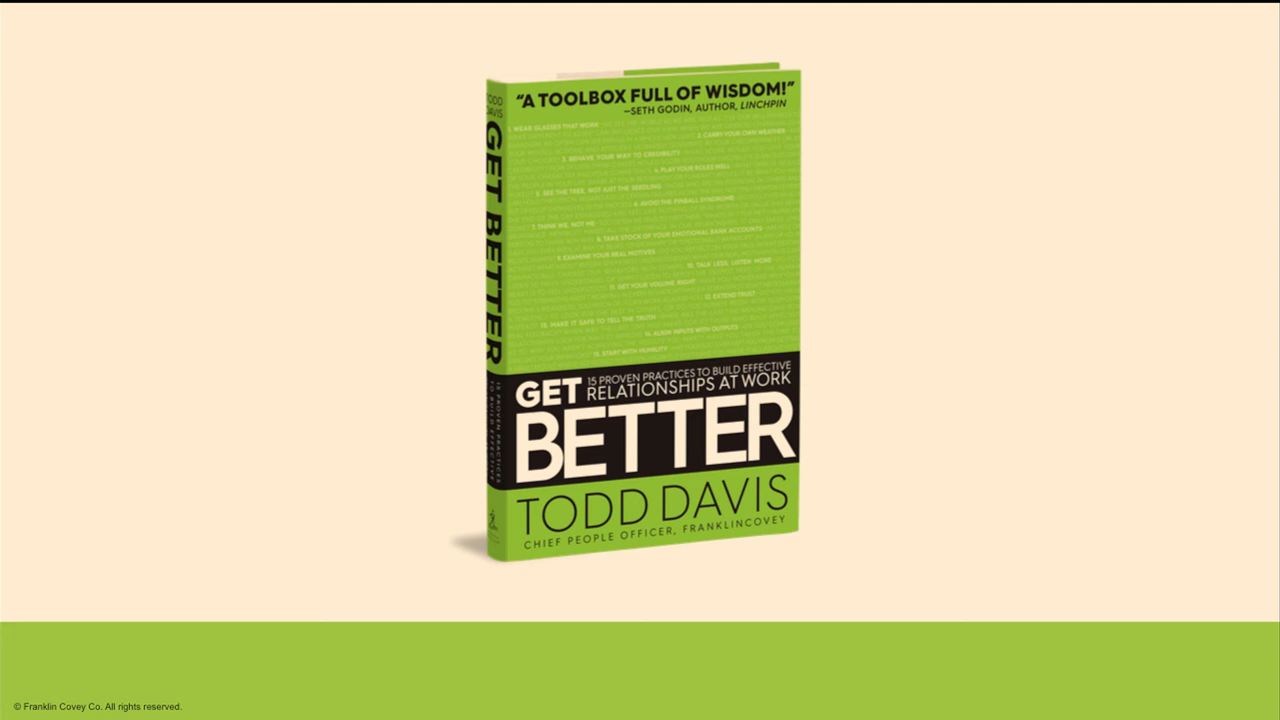 “A TOOLBOX FULL OF WISDOM!”
–SETH GODIN, AUTHOR, LINCHPIN
1. WEAR GLASSES THAT WORK
2. CARRY YOUR OWN WEATHER
3. BEHAVE YOUR WAY TO CREDIBILITY
4. PLAY YOUR ROLES WELL
5. SEE THE TREE, NOT JUST THE SEEDLING
6. AVOID THE PINBALL SYNDROME
7. THINK WE, NOT ME
8. TAKE STOCK OF YOUR EMOTIONAL BANK ACCOUNTS
9. EXAMINE YOUR REAL MOTIVES
10. TALK LESS, LISTEN MORE
11. GET YOUR VOLUME RIGHT
12. EXTEND TRUST
13. MAKE IT SAFE TO TELL THE TRUTH
14. ALIGN INPUTS WITH OUTPUTS
15. START WITH HUMILITY
GET 15 PROVEN PRACTICES TO BUILD EFFECTIVE
RELATIONSHIPS AT WORK
BETTER
TODD DAVIS
CHIEF PEOPLE OFFICER, FRANKLINCOVEY
TODD
DAVIS
GET BETTER
15 PROVEN PRACTICES
TO BUILD EFFECTIVE
© Franklin Covey Co. All rights reserved.